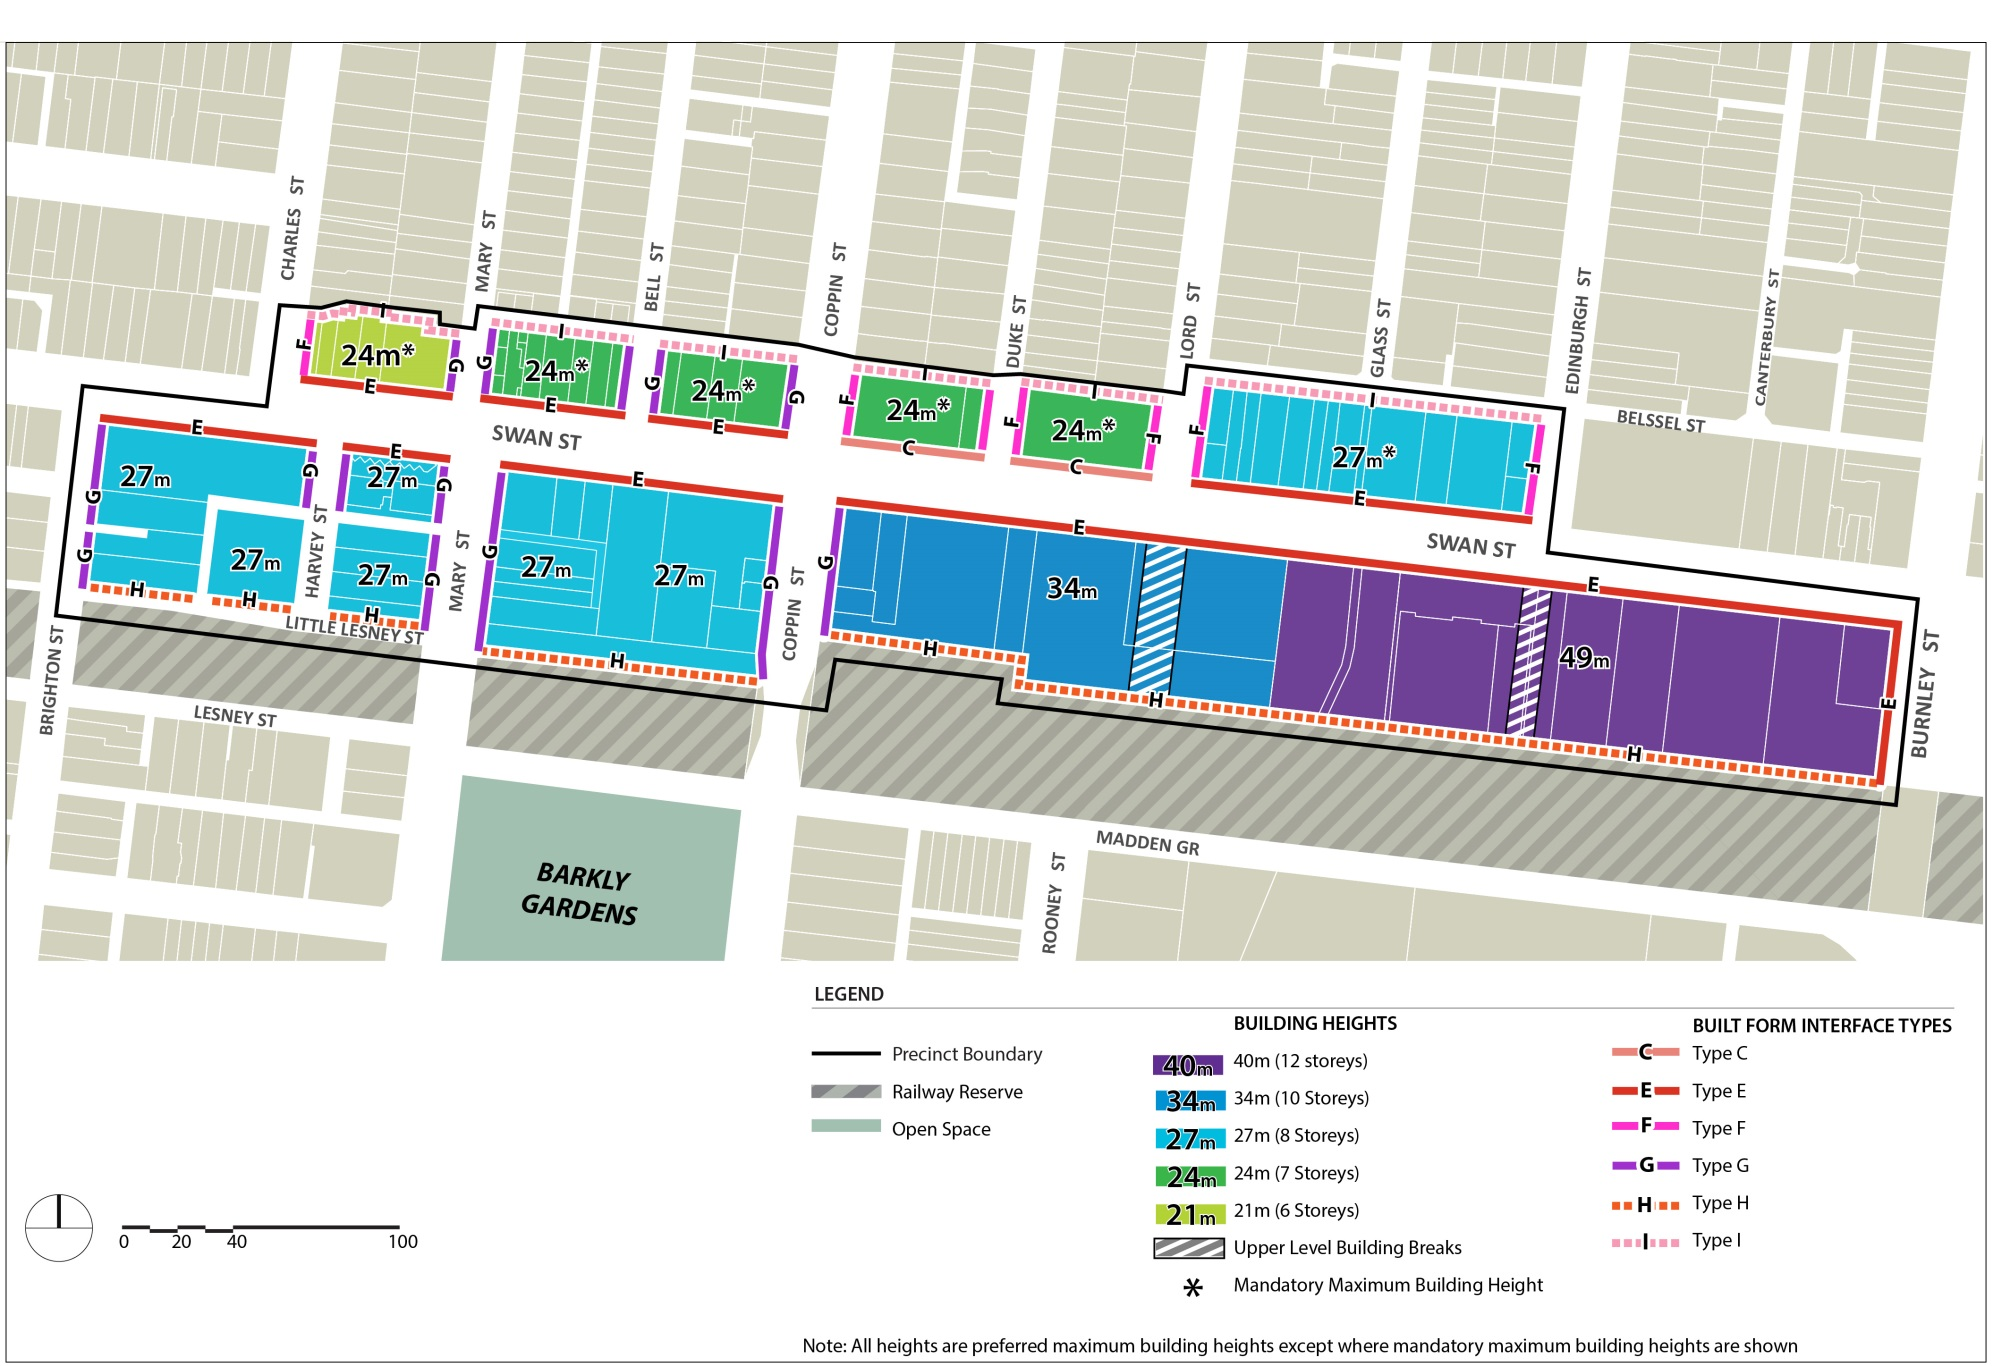 CHARLES ST
MARY ST
BELL ST
COPPIN ST
DUKE ST
LORD ST
GLASS ST
EDINBURGH ST
CANTERBURY ST
BELSSEL ST
I
F
24m*
G
E
I
G
24m*
E
I
G
24m*
G
E
I
F
24m*
C
I
F
24m*
F
C
I
F
27m*
F
E
SWAN ST
SWAN ST
E
27m
G
G
G
27m
H
H
E
27m
G
27m
G
H
HARVEY ST
MARY ST
LITTLE LESNEY ST
E
G
27m
27m
G
H
COPPIN ST
G
E
34m
H
H
E
49m
E
H
BURNLEY ST
BRIGHTON ST
LESNEY ST
BARKLY
GARDENS
MADDEN GR
ROONEY ST
LEGEND
Precinct Boundary
Railway Reserve
Open Space
BUILDING HEIGHTS
40m 40m (12 storeys)
34m 34m (10 Storeys)
27m 27m (8 Storeys)
24m 24m (7 Storeys)
21m 21m (6 Storeys)
Upper Level Building Breaks
* Mandatory Maximum Building Height
BUILT FORM INTERFACE TYPES
C Type C
E Type E
F Type F
G Type G
H Type H
I Type I
0 20 40 100
Note: All heights are preferred maximum building heights except where mandatory maximum building heights are shown